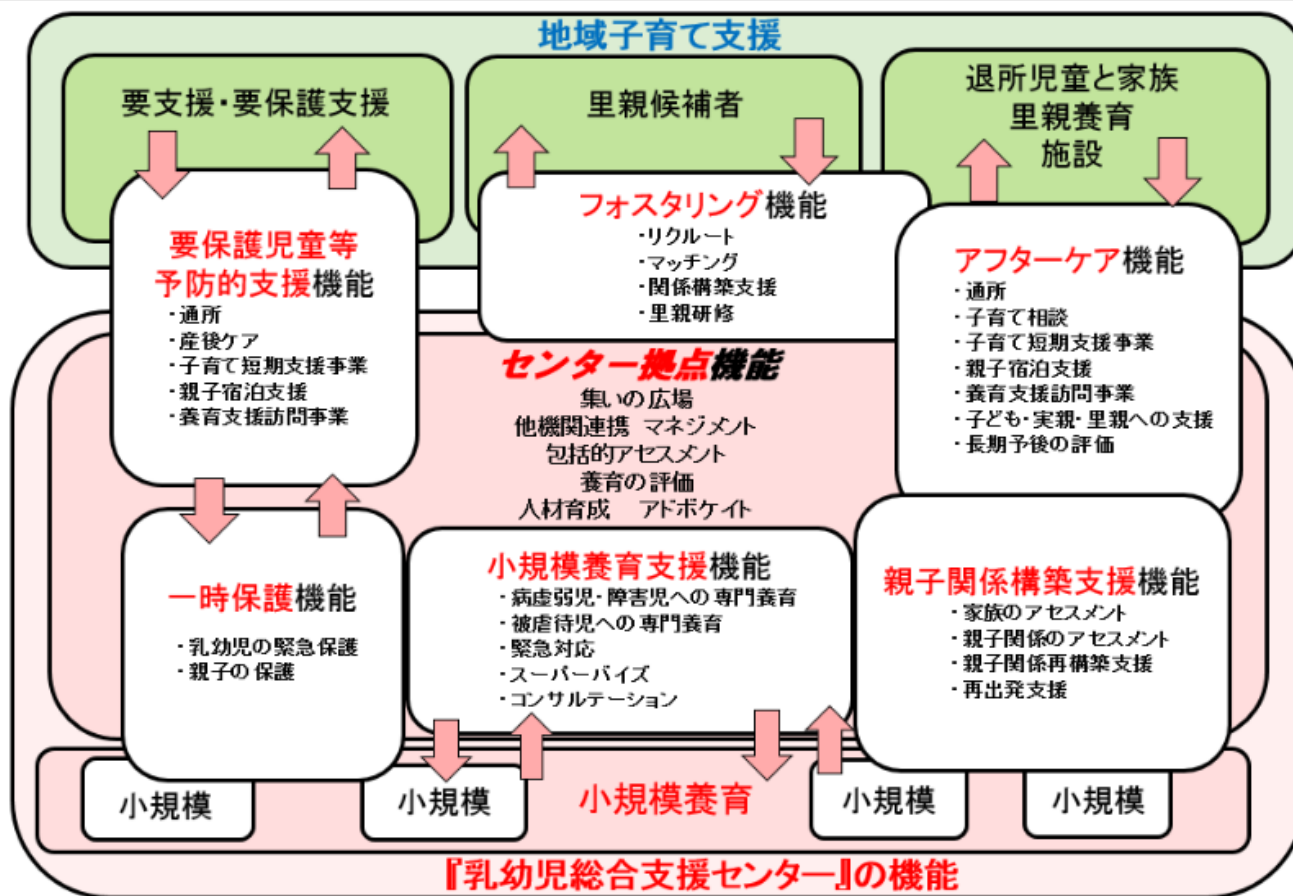 地域子育て支援
要支援・要保護支援
里親候補者
退所児童と家族
里親養育
施設
要保護児童等
予防的支援機能
・通所
・産後ケア
・子育て短期支援事業
・親子宿泊支援
・養育支援訪問事業
フォスタリング機能
・リクルート
・マッチング
・関係構築支援
・里親研修
アフターケア機能
・通所
・子育て相談
・子育て短期支援事業
・親子宿泊支援
・養育支援訪問事業
・子ども・実親・里親への支援
・長期予後の評価
センター拠点機能
集いの広場
他機関連携 マネジメント
包括的アセスメント
養育の評価
人材育成 アドボケイト
一時保護機能
・乳幼児の緊急保護
・親子の保護
小規模養育支援機能
・病虚弱児・障害児への専門養育
・被虐待児への専門養育
・緊急対応
・スーパーバイズ
・コンサルテーション
親子関係構築支援機能
・家族のアセスメント
・親子関係のアセスメント
・親子関係再構築支援
・再出発支援
小規模
小規模
小規模養育
小規模
小規模
『乳幼児総合支援センター』の機能